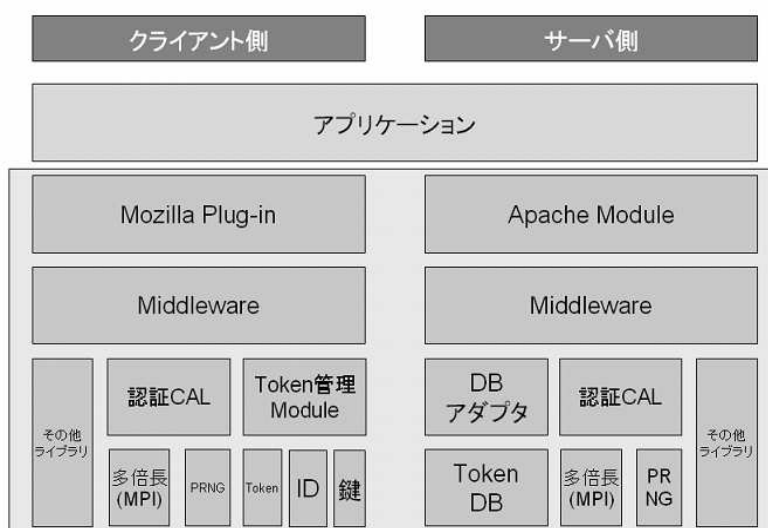 クライアント側
サーバ側
アプリケーション
Mozilla Plug-in
Apache Module
Middleware
Middleware
その他
ライブラリ
認証CAL
Token管理
Module
DB
アダプタ
認証CAL
その他
ライブラリ
多倍長
(MPI)
PRNG
Token
ID
鍵
Token
DB
多倍長
(MPI)
PR
NG